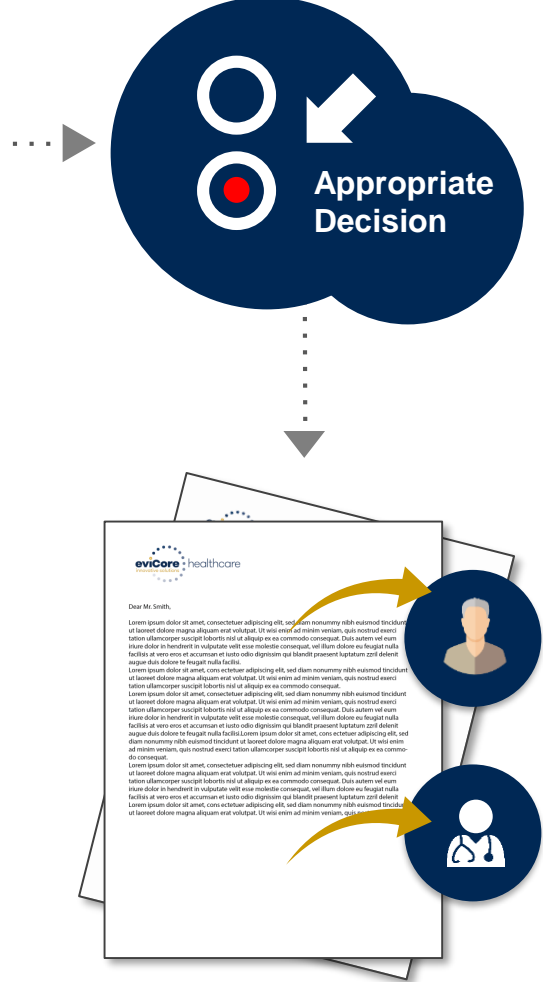 Appropriate
Decision
eviCore healthcare
innovative solutions
Dear Mr. Smith,
Lorem ipsum dolor sit amet, consectetuer adipiscing elit, sed diam nonummy nibh euismod tincidunt
ut laoreet dolore magna aliquam erat volutpat. Ut wisi enim ad minim veniam, quis nostrud exerci
tation ullamcorper suscipit lobortis nisl ut aliquip ex ea commodo consequat. Duis autem vel eum
iriure dolor in hendrerit in vulputate velit esse molestie consequat, vel illum dolore eu feugiat nulla
facilisis at vero eros et accumsan et iusto odio dignissim qui blandit praesent luptatum zzril delenit
augue duis dolore te feugait nulla facilisi.
Lorem ipsum dolor sit amet, cons ectetuer adipiscing elit, sed diam nonummy nibh euismod tincidunt
ut laoreet dolore magna aliquam erat volutpat. Ut wisi enim ad minim veniam, quis nostrud exerci
tation ullamcorper suscipit lobortis nisl ut aliquip ex ea commodo consequat.
Lorem ipsum dolor sit amet, cons ectetuer adipiscing elit, sed diam nonummy nibh euismod tincidunt
ut laoreet dolore magna aliquam erat volutpat. Ut wisi enim ad minim veniam, quis nostrud exerci
tation ullamcorper suscipit lobortis nisl ut aliquip ex ea commodo consequat. Duis autem vel eum
iriure dolor in hendrerit in vulputate velit esse molestie consequat, vel illum dolore eu feugiat nulla
facilisis at vero eros et accumsan et iusto odio dignissim qui blandit praesent luptatum zzril delenit
augue duis dolore te feugait nulla facilisi.Lorem ipsum dolor sit amet, cons ectetuer adipiscing elit, sed
diam nonummy nibh euismod tincidunt ut laoreet dolore magna aliquam erat volutpat. Ut wisi enim
ad minim veniam, quis nostrud exerci tation ullamcorper suscipit lobortis nisl ut aliquip ex ea commo-
do consequat.
Lorem ipsum dolor sit amet, cons ectetuer adipiscing elit, sed diam nonummy nibh euismod tincidunt
ut laoreet dolore magna aliquam erat volutpat. Ut wisi enim ad minim veniam, quis nostrud exerci
tation ullamcorper suscipit lobortis nisl ut aliquip ex ea commodo consequat. Duis autem vel eum
iriure dolor in hendrerit in vulputate velit esse molestie consequat, vel illum dolore eu feugiat nulla
facilisis at vero eros et accumsan et iusto odio dignissim qui blandit praesent luptatum zzril delenit
Lorem ipsum dolor sit amet, cons ectetuer adipiscing elit, sed diam nonummy nibh euismod tincidunt
ut laoreet dolore magna aliquam erat volutpat. Ut wisi enim ad minim veniam, quis